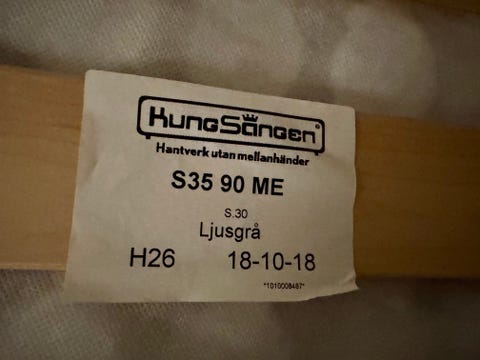 KungSängen®
Hantverk utan mellanhänder
S35 90 ME
S.30
Ljusgrå
H26 18-10-18
*1010008487*